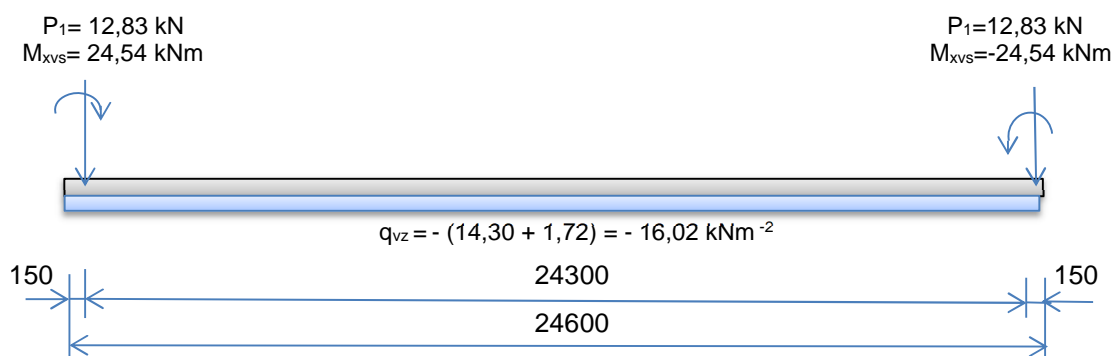 P₁= 12,83 kN
Mxvs= 24,54 kNm
P₁=12,83 kN
Mxvs=-24,54 kNm
qvz = - (14,30 + 1,72) = - 16,02 kNm -2
150
24300
150
24600